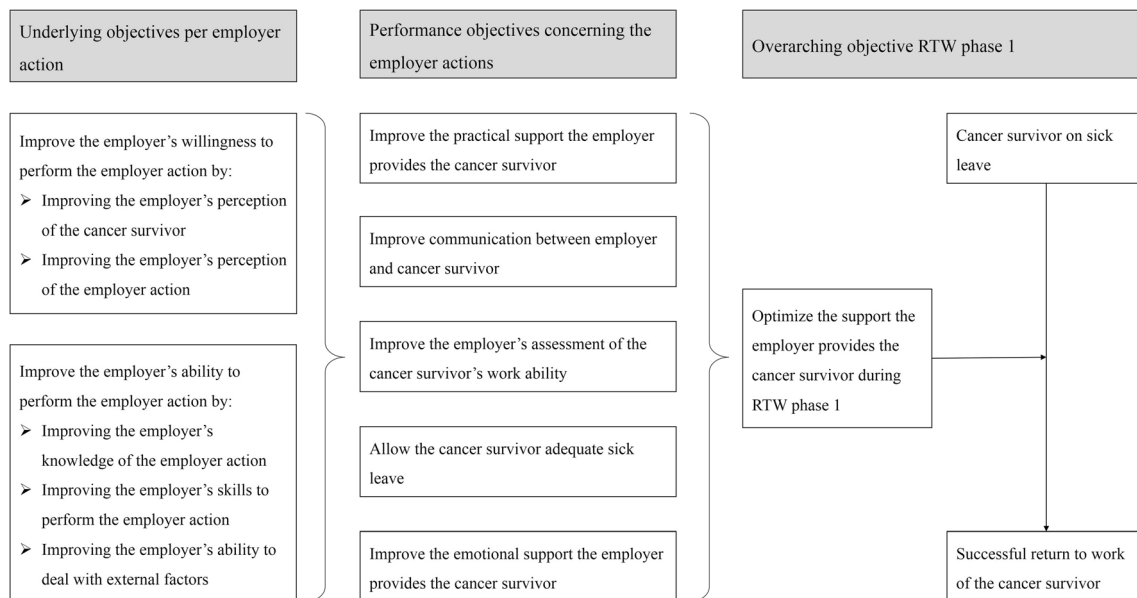 Underlying objectives per employer
action
Performance objectives concerning the
employer actions
Overarching objective RTW phase 1
Improve the employer’s willingness to
perform the employer action by:
➢ Improving the employer’s perception
of the cancer survivor
➢ Improving the employer’s perception
of the employer action
Improve the employer’s ability to
perform the employer action by:
➢ Improving the employer’s
knowledge of the employer action
➢ Improving the employer’s skills to
perform the employer action
➢ Improving the employer’s ability to
deal with external factors
Improve the practical support the employer
provides the cancer survivor
Improve communication between employer
and cancer survivor
Improve the employer’s assessment of the
cancer survivor’s work ability
Allow the cancer survivor adequate sick
leave
Improve the emotional support the employer
provides the cancer survivor
Optimize the support the
employer provides the
cancer survivor during
RTW phase 1
Cancer survivor on sick
leave
Successful return to work
of the cancer survivor